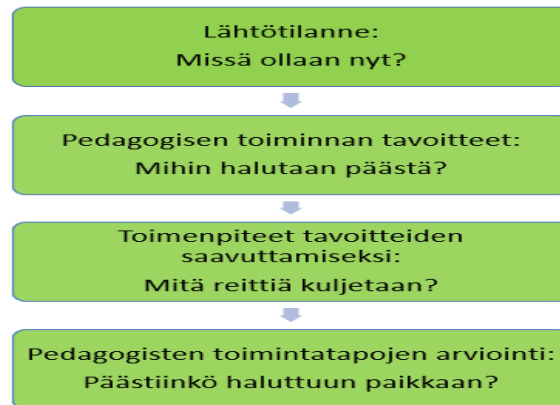 Lähtötilanne:
Missä ollaan nyt?
Pedagogisen toiminnan tavoitteet:
Mihin halutaan päästä?
Toimenpiteet tavoitteiden
saavuttamiseksi:
Mitä reittiä kuljetaan?
Pedagogisten toimintatapojen arviointi:
Päästiinkö haluttuun paikkaan?